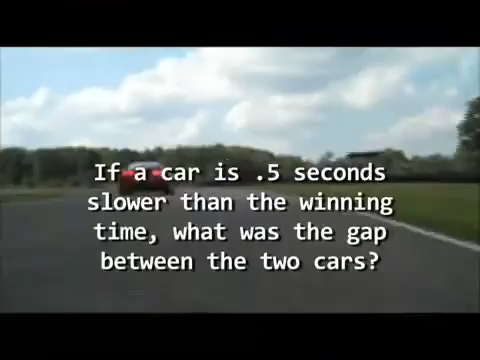 If a car is .5 seconds
slower than the winning
time, what was the gap
between the two cars?